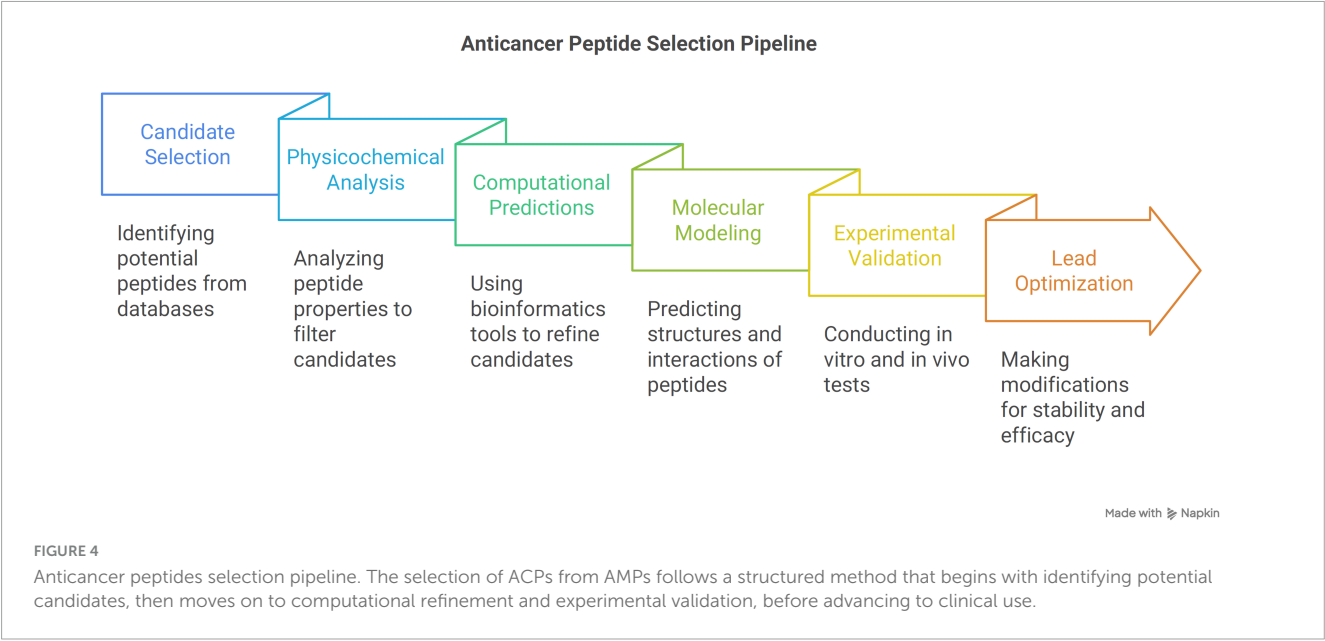 Anticancer Peptide Selection Pipeline
Candidate
Selection
Identifying
potential
peptides from
databases
Physicochemical
Analysis
Analyzing
peptide
properties to
filter
candidates
Computational
Predictions
Using
bioinformatics
tools to refine
candidates
Molecular
Modeling
Predicting
structures and
interactions of
peptides
Experimental
Validation
Conducting in
vitro and in vivo
tests
Lead
Optimization
Making
modifications
for stability and
efficacy
Made with Napkin
FIGURE 4
Anticancer peptides selection pipeline. The selection of ACPs from AMPs follows a structured method that begins with identifying potential
candidates, then moves on to computational refinement and experimental validation, before advancing to clinical use.